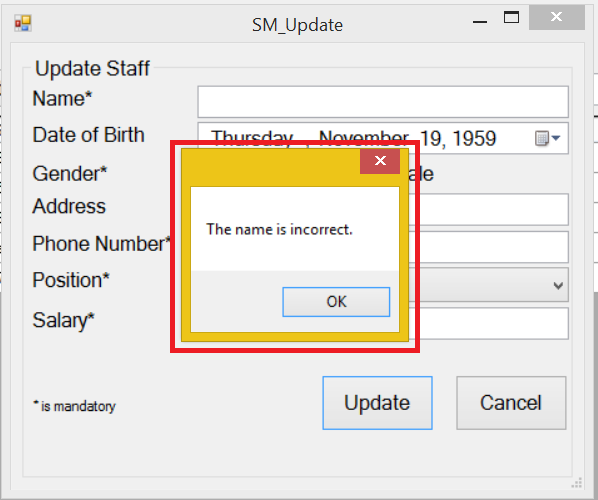 SM_Update
Update Staff
Name*
Date of Birth
Thursday , November 19, 1959
Gender*
Address
The name is incorrect.
Phone Number*
Position*
OK
Salary*
* is mandatory
Update
Cancel